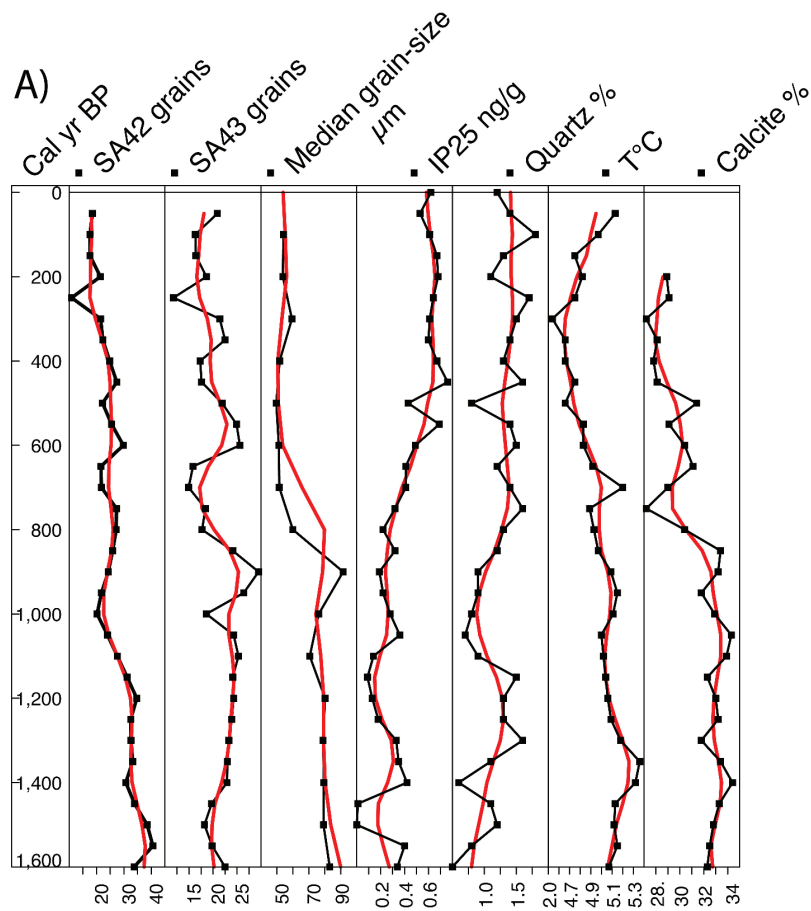 A)
Cal yr BP
SA42 grains
SA43 grains
Median grain-size
µm
IP25 ng/g
Quartz %
T°C
Calcite %
0
200
400
600
800
1,000
1,200
1,400
1,600
20 30 40 15 20 25 50 70 90 0.2 0.4 0.6 1.0 1.5 2.0 4.7 4.9 5.1 5.3 28. 30 32 34